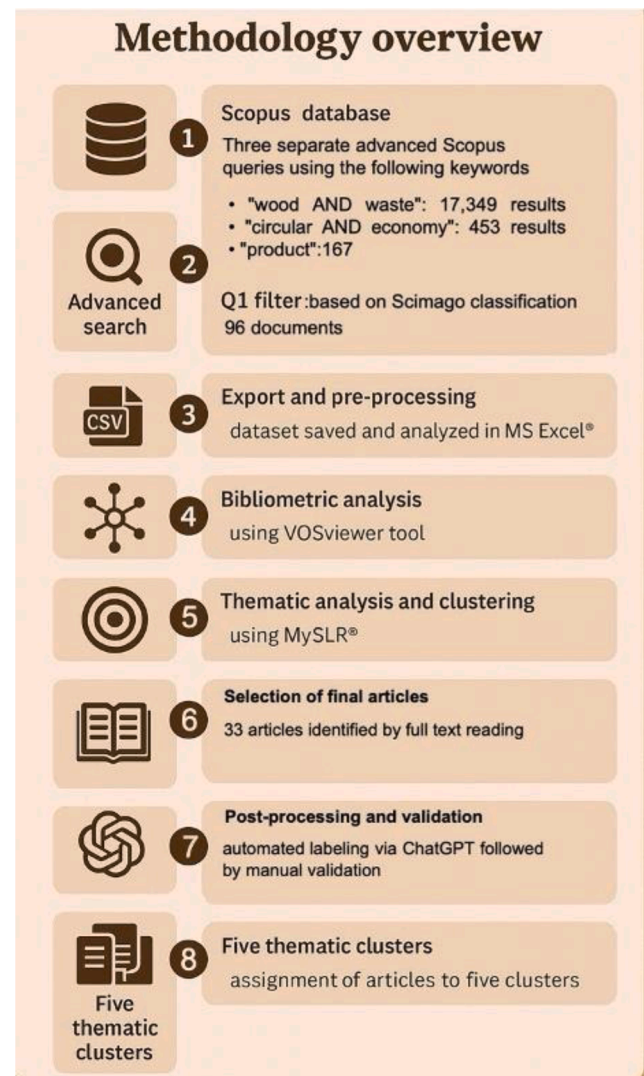 Methodology overview
1
Scopus database
Three separate advanced Scopus
queries using the following keywords
• "wood AND waste": 17,349 results
• "circular AND economy": 453 results
• "product":167
2
Advanced
search
Q1 filter:based on Scimago classification
96 documents
CSV
3
Export and pre-processing
dataset saved and analyzed in MS Excel®
4
Bibliometric analysis
using VOSviewer tool
5
Thematic analysis and clustering
using MySLR®
6
Selection of final articles
33 articles identified by full text reading
7
Post-processing and validation
automated labeling via ChatGPT followed
by manual validation
8
Five thematic clusters
assignment of articles to five clusters
Five
thematic
clusters